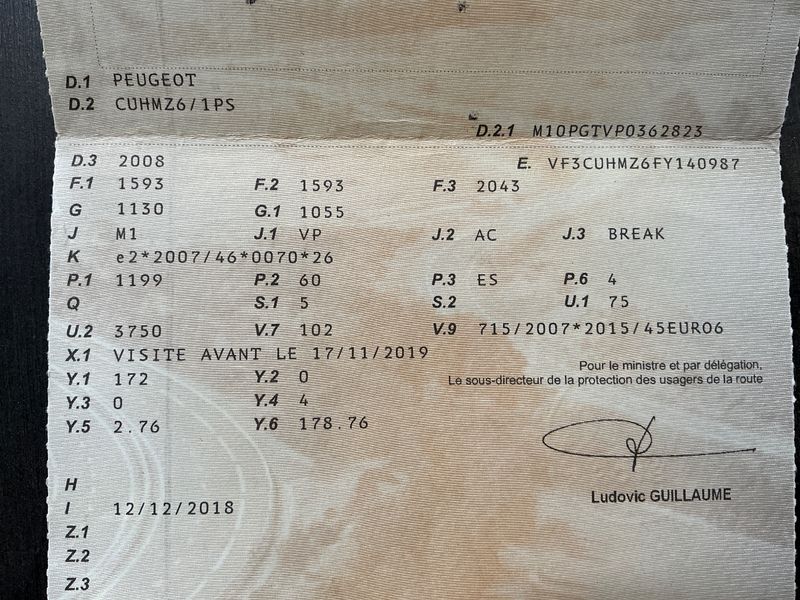 D.1 PEUGEOT
D.2 CUHMZ6/1PS
D.2.1 M10PGTVP0362823
D.3 2008 E. VF3CUHMZ6FY140987
F.1 1593 F.2 1593 F.3 2043
G 1130 G.1 1055
J M1 J.1 VP J.2 AC J.3 BREAK
K e2*2007/46*0070*26
P.1 1199 P.2 60 P.3 ES P.6 4
Q S.1 5 S.2 U.1 75
U.2 3750 V.7 102 V.9 715/2007*2015/45EURO6
X.1 VISITE AVANT LE 17/11/2019
Pour le ministre et par délégation,
Y.1 172 Y.2 0 Le sous-directeur de la protection des usagers de la route
Y.3 0 Y.4 4
Y.5 2.76 Y.6 178.76
H
Ludovic GUILLAUME
I 12/12/2018
Z.1
Z.2
Z.3